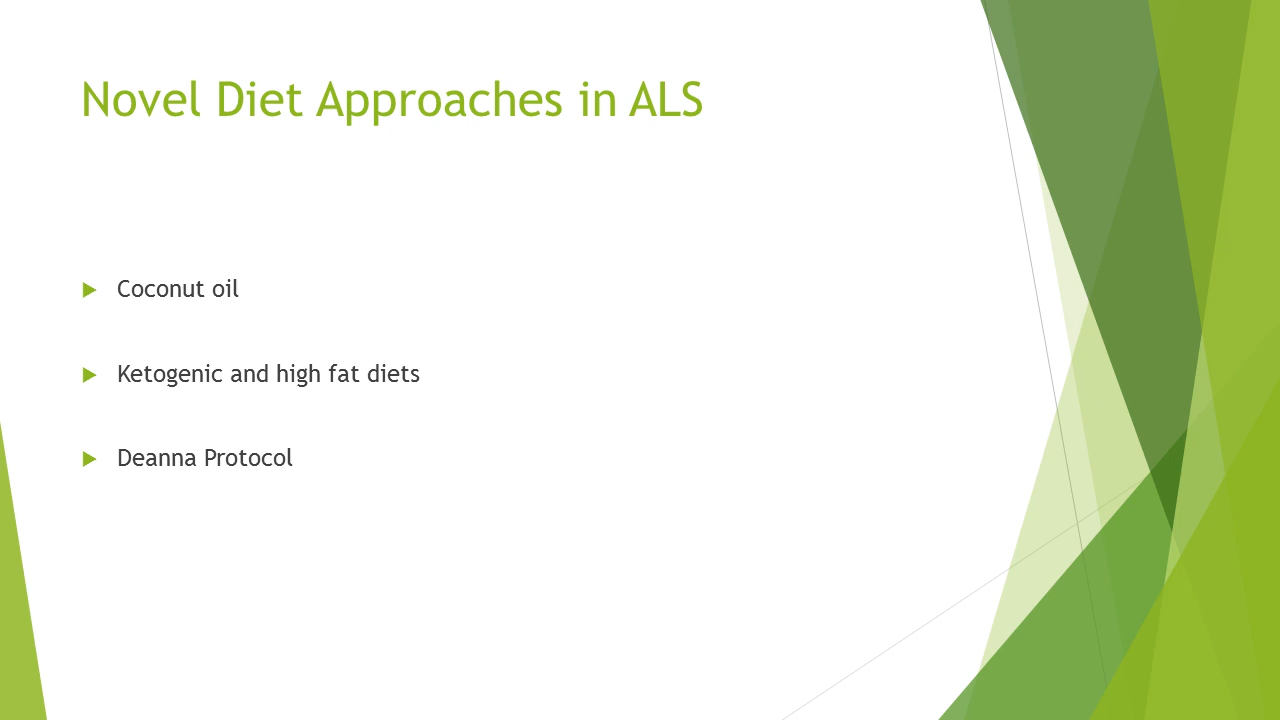 Novel Diet Approaches in ALS
Coconut oil
Ketogenic and high fat diets
Deanna Protocol